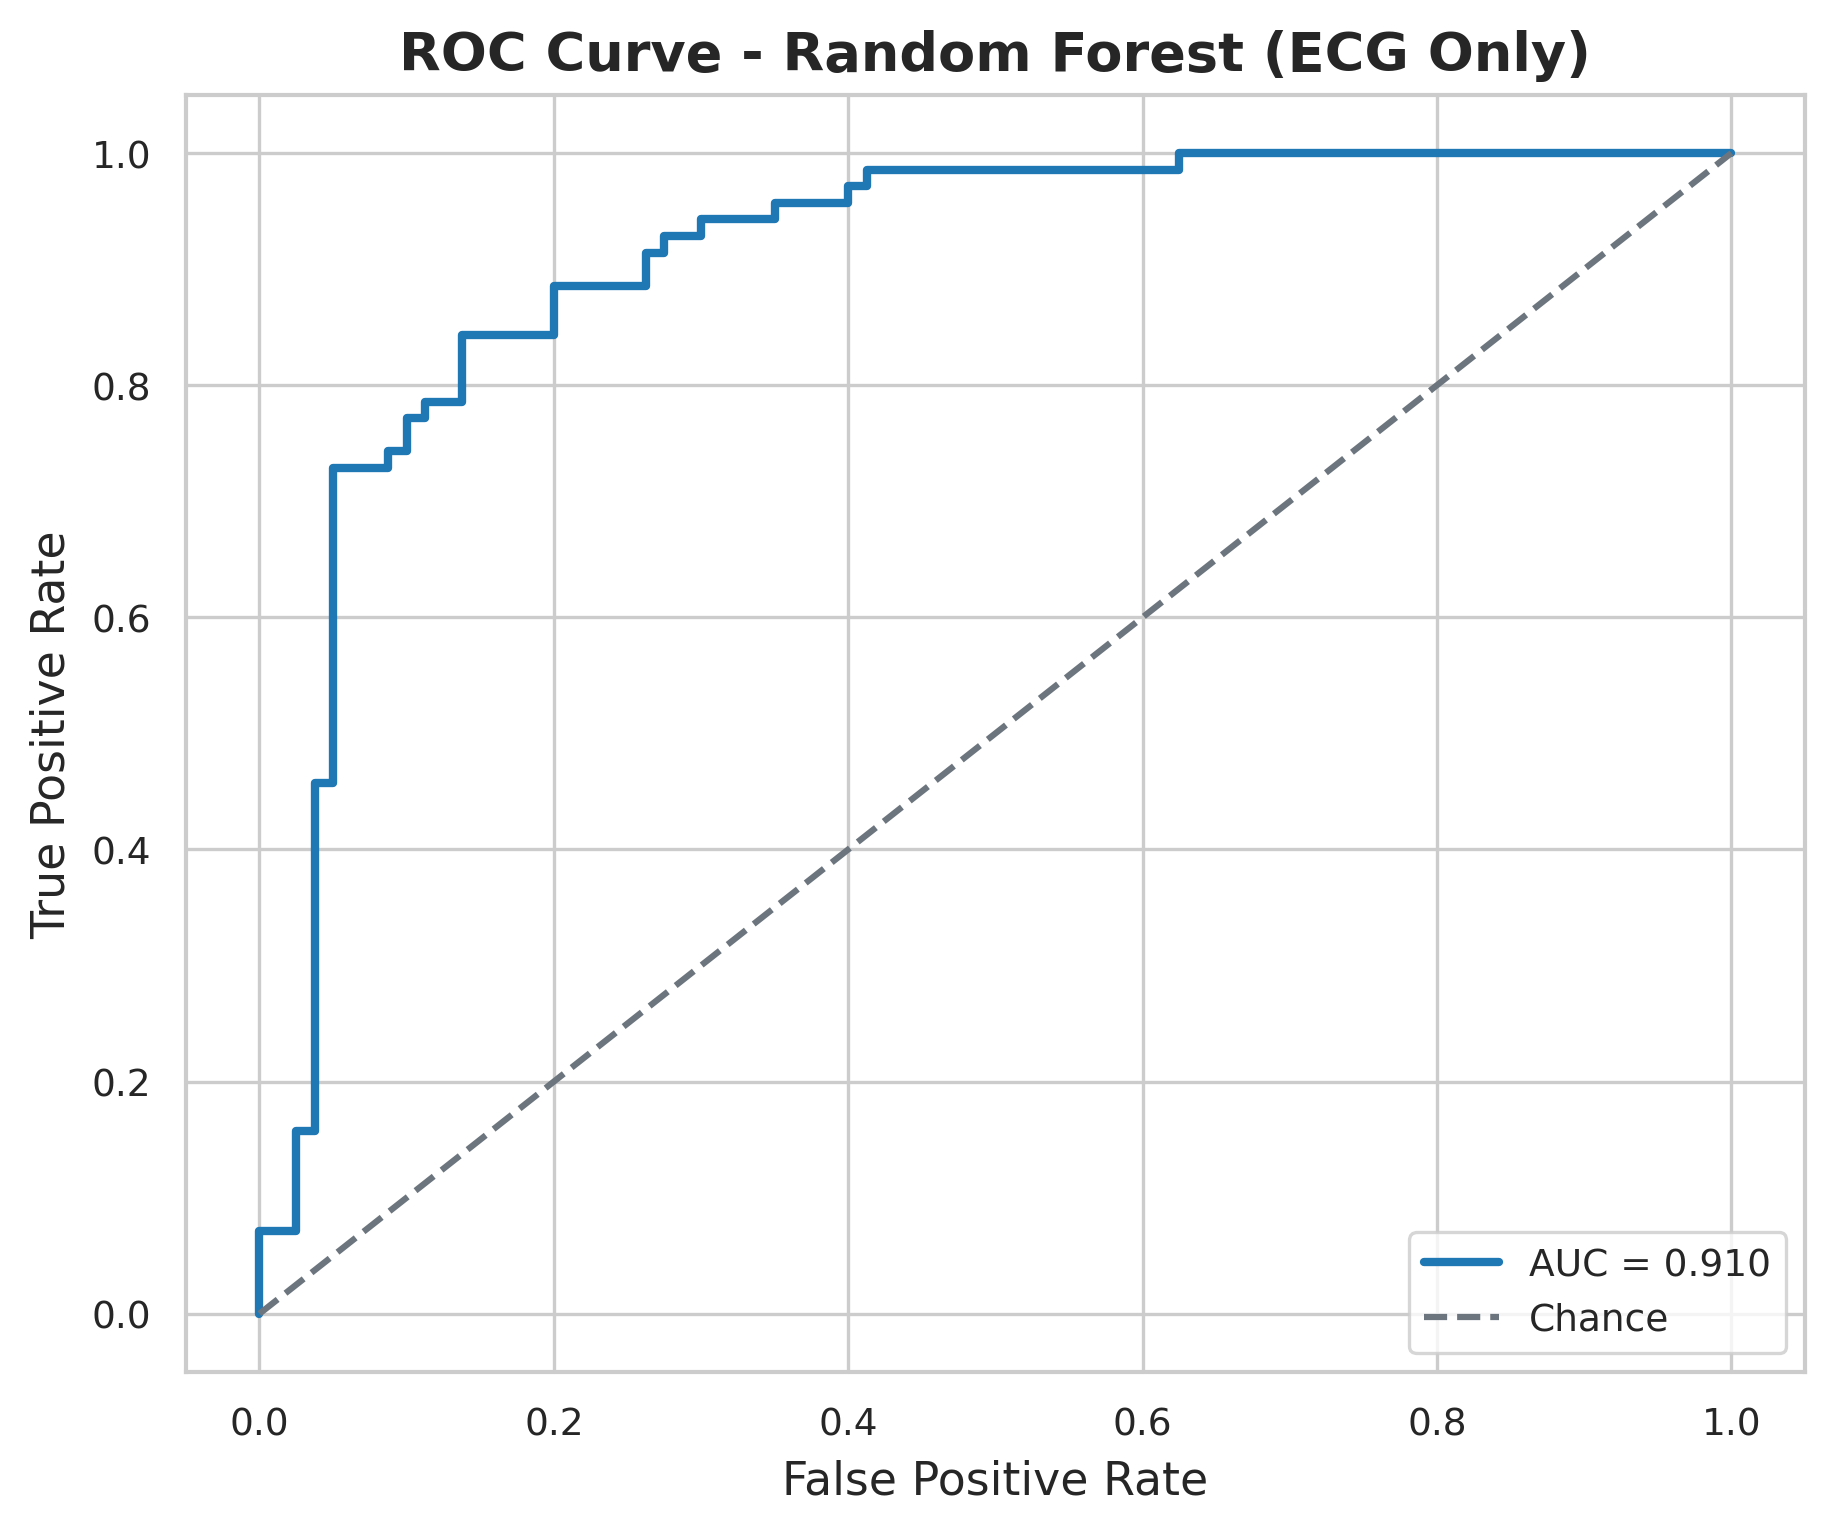 ROC Curve - Random Forest (ECG Only)
True Positive Rate
1.0
0.8
0.6
0.4
0.2
0.0
0.0 0.2 0.4 0.6 0.8 1.0
False Positive Rate
AUC = 0.910
Chance